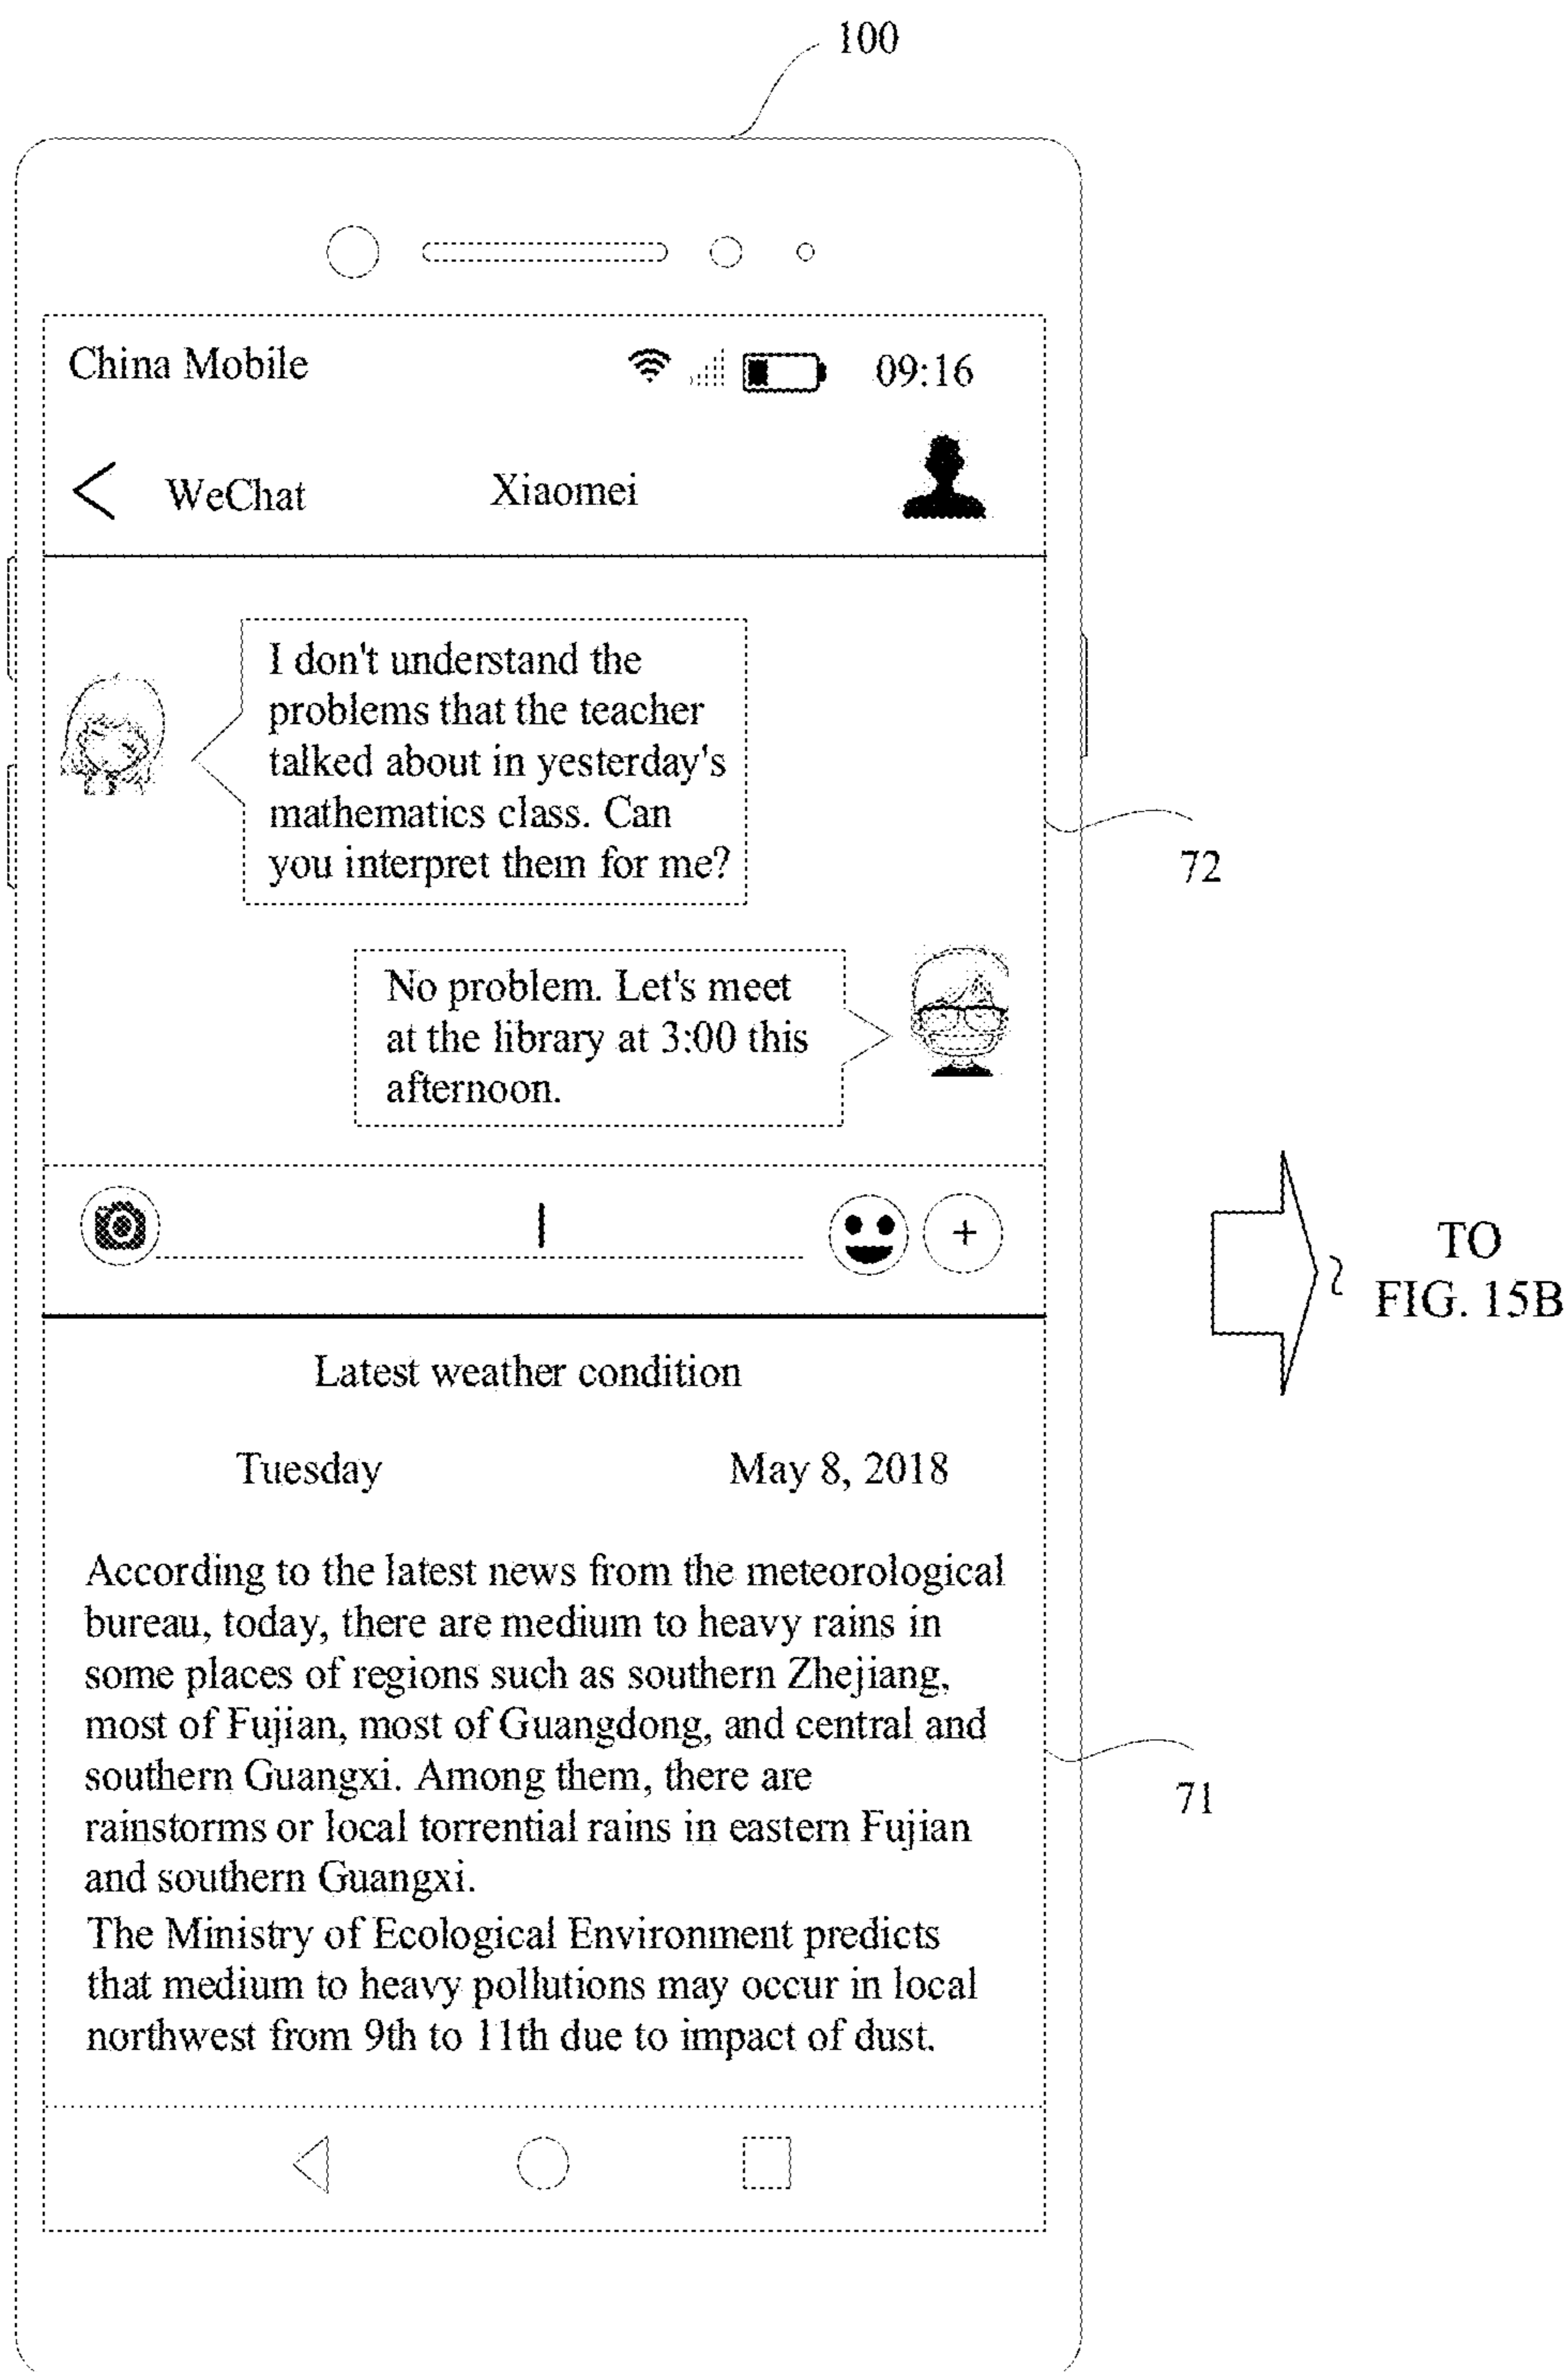 100
China Mobile 09:16
WeChat Xiaomei
I don't understand the
problems that the teacher
talked about in yesterday's
mathematics class. Can
you interpret them for me?
72
No problem. Let's meet
at the library at 3:00 this
afternoon.
+
TO
FIG. 15B
Latest weather condition
Tuesday May 8, 2018
According to the latest news from the meteorological
bureau, today, there are medium to heavy rains in
some places of regions such as southern Zhejiang,
most of Fujian, most of Guangdong, and central and
southern Guangxi. Among them, there are
rainstorms or local torrential rains in eastern Fujian
and southern Guangxi.
71
The Ministry of Ecological Environment predicts
that medium to heavy pollutions may occur in local
northwest from 9th to 11th due to impact of dust.